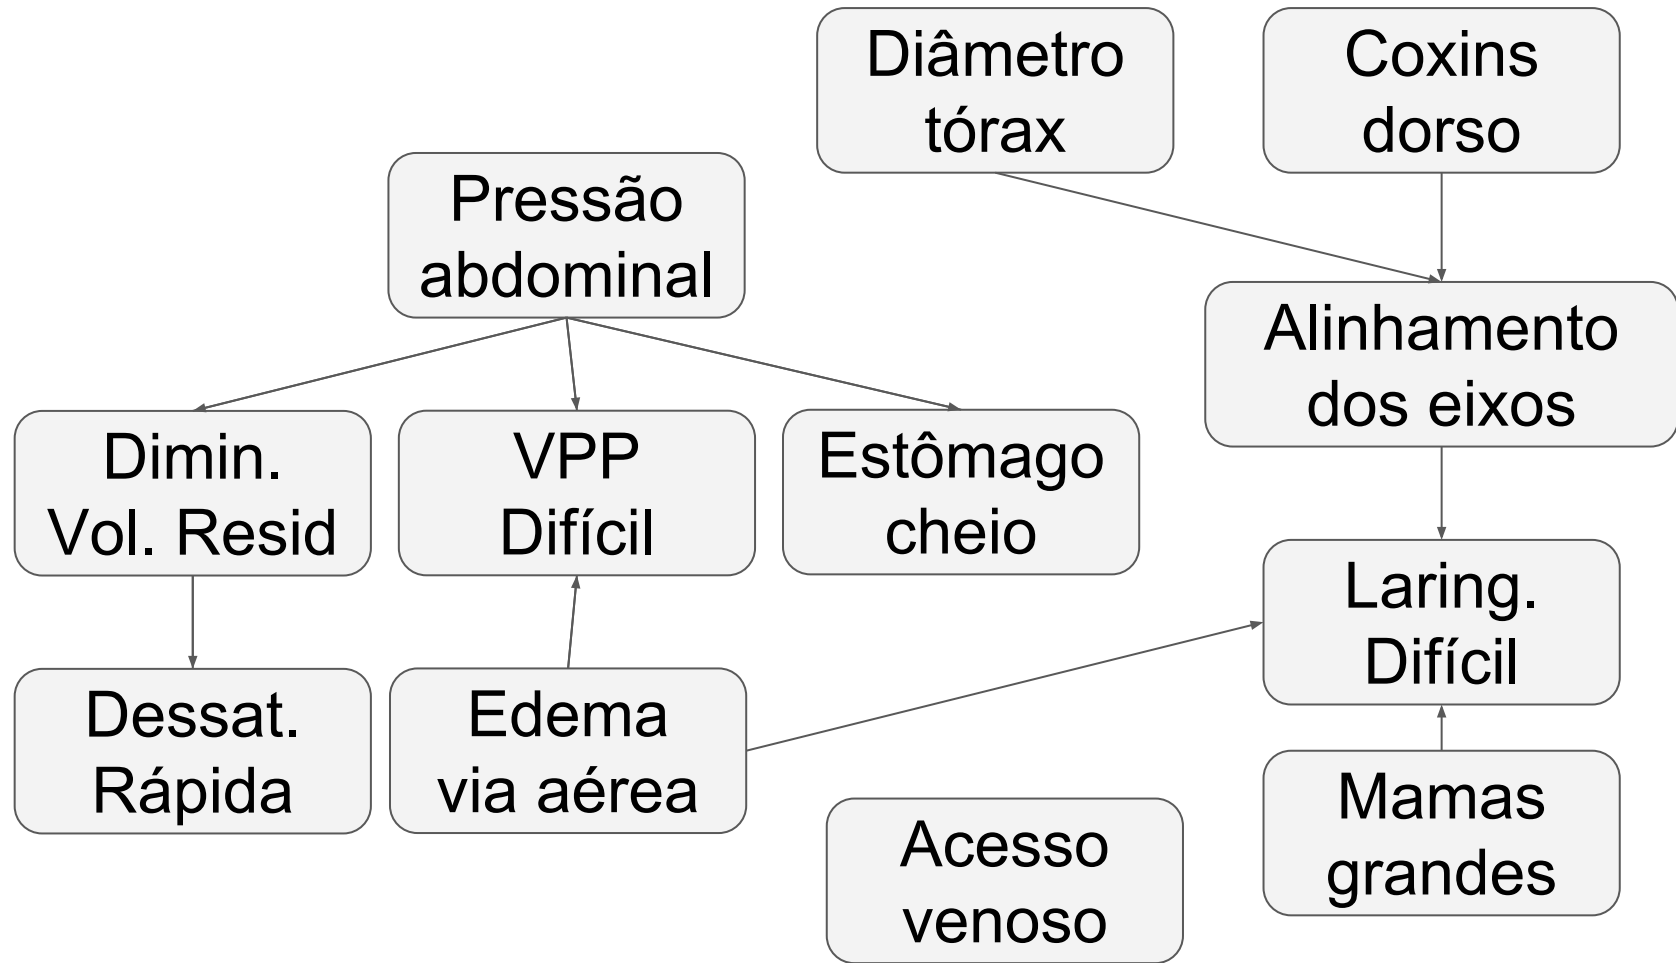 Diâmetro
tórax
Coxins
dorso
Pressão
abdominal
Alinhamento
dos eixos
Dimin.
Vol. Resid
VPP
Difícil
Estômago
cheio
Laring.
Difícil
Dessat.
Rápida
Edema
via aérea
Mamas
grandes
Acesso
venoso